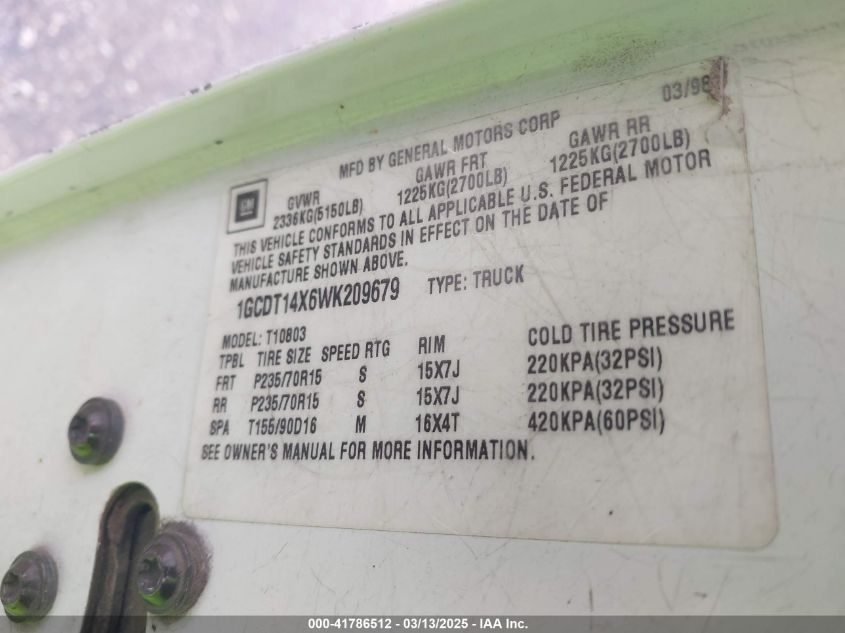 03/98
MFD BY GENERAL MOTORS CORP
GM
GVWR GAWR FRT GAWR RR
2336KG(5150LB) 1225KG(2700LB) 1225KG(2700LB)
THIS VEHICLE CONFORMS TO ALL APPLICABLE U.S. FEDERAL MOTOR
VEHICLE SAFETY STANDARDS IN EFFECT ON THE DATE OF
MANUFACTURE SHOWN ABOVE.
1GCDT14X6WK209679 TYPE: TRUCK
MODEL: T10803
TPBL TIRE SIZE SPEED RTG RIM COLD TIRE PRESSURE
FRT P235/70R15 S 15X7J 220KPA(32PSI)
RR P235/70R15 S 15X7J 220KPA(32PSI)
SPA T155/90D16 M 16X4T 420KPA(60PSI)
SEE OWNER'S MANUAL FOR MORE INFORMATION.
000-41786512 - 03/13/2025 - IAA Inc.